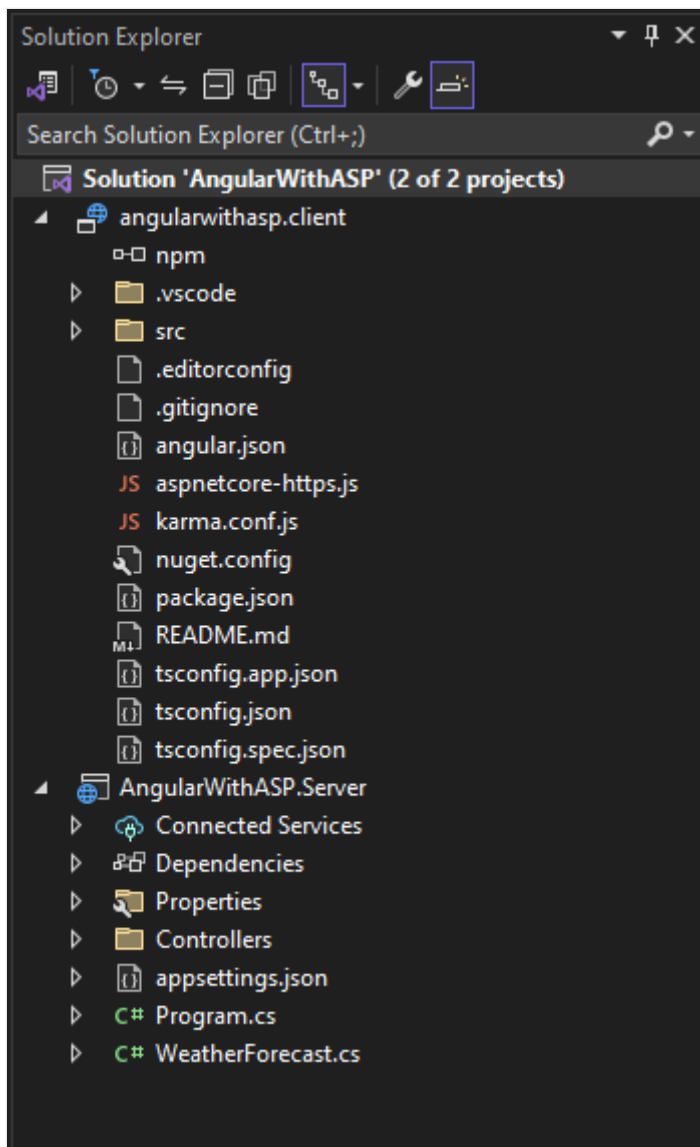 Solution Explorer
Search Solution Explorer (Ctrl+;)
Solution 'AngularWithASP' (2 of 2 projects)
angularwithasp.client
npm
.vscode
src
.editorconfig
.gitignore
angular.json
JS aspnetcore-https.js
JS karma.conf.js
nuget.config
package.json
M↓ README.md
tsconfig.app.json
tsconfig.json
tsconfig.spec.json
AngularWithASP.Server
Connected Services
Dependencies
Properties
Controllers
appsettings.json
C# Program.cs
C# WeatherForecast.cs